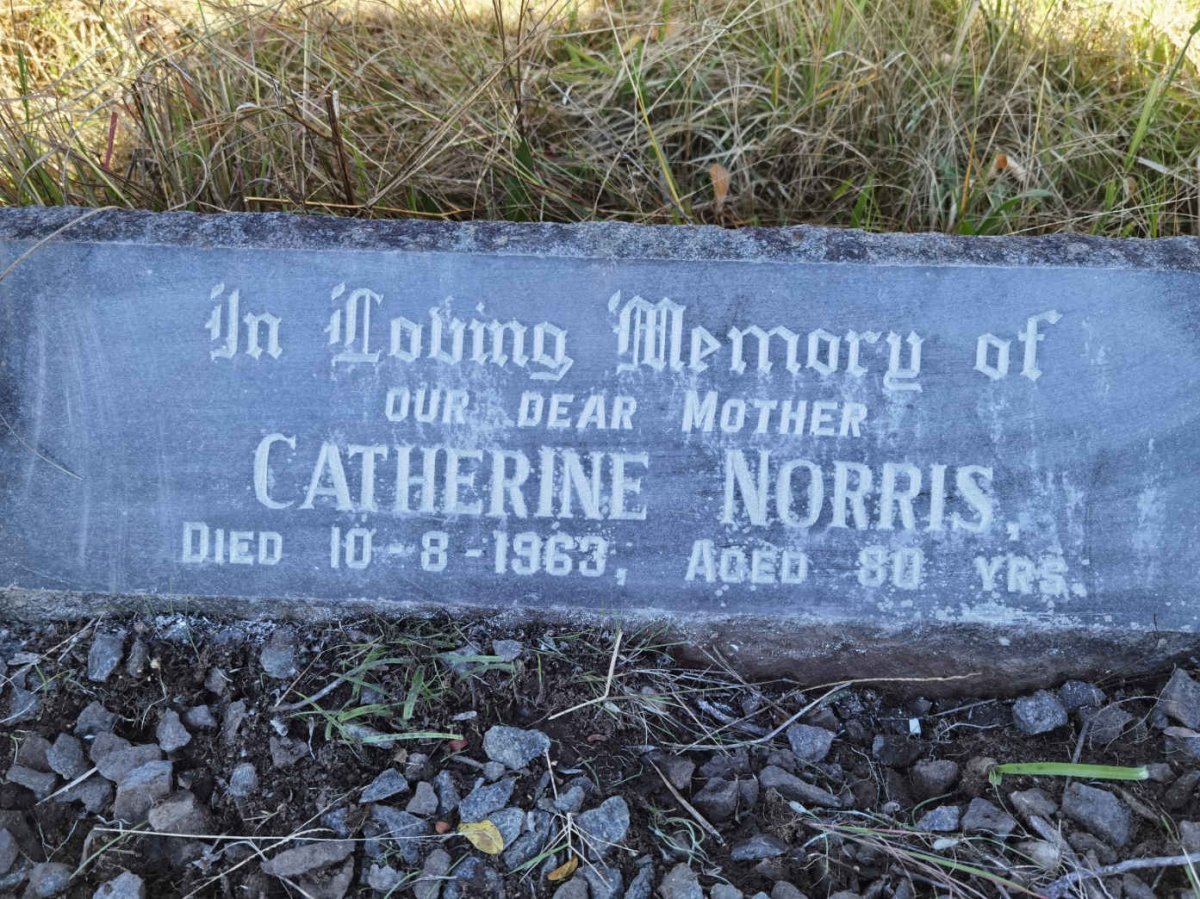 In Loving Memory of
OUR DEAR MOTHER
CATHERINE NORRIS,
DIED 10-8-1963, AGED 80 YRS.